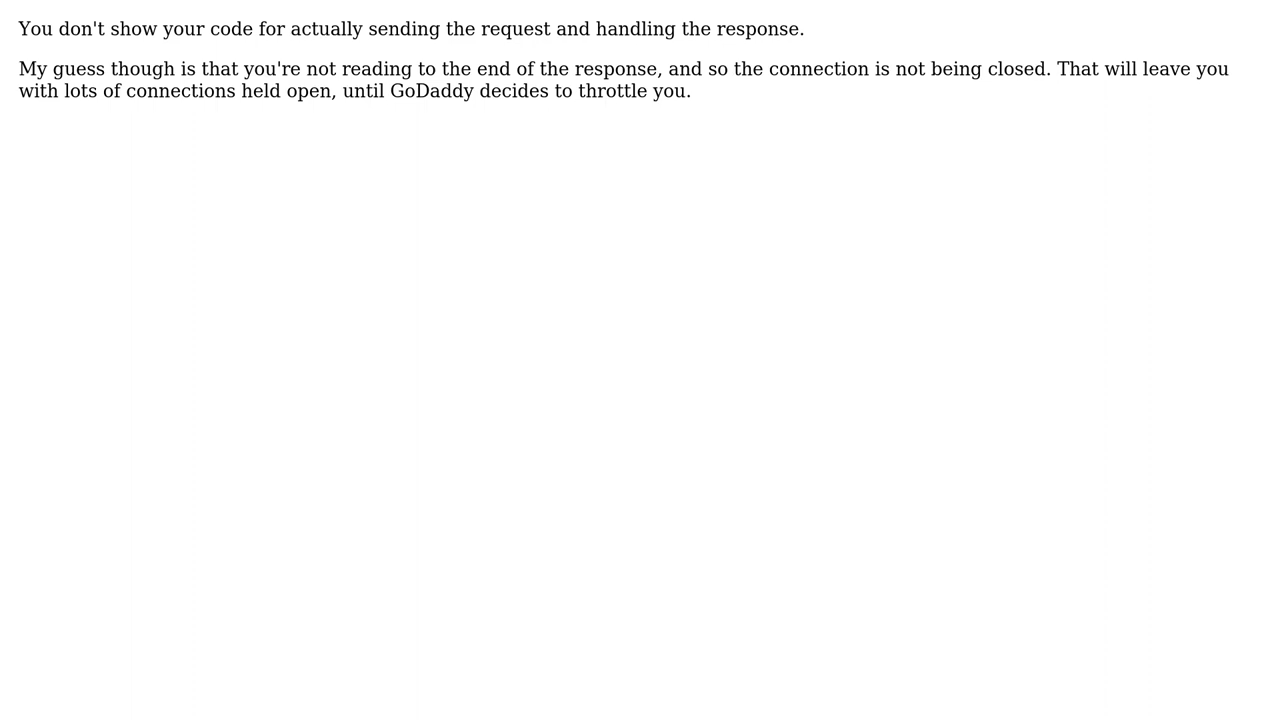 You don't show your code for actually sending the request and handling the response.
My guess though is that you're not reading to the end of the response, and so the connection is not being closed. That will leave you
with lots of connections held open, until GoDaddy decides to throttle you.